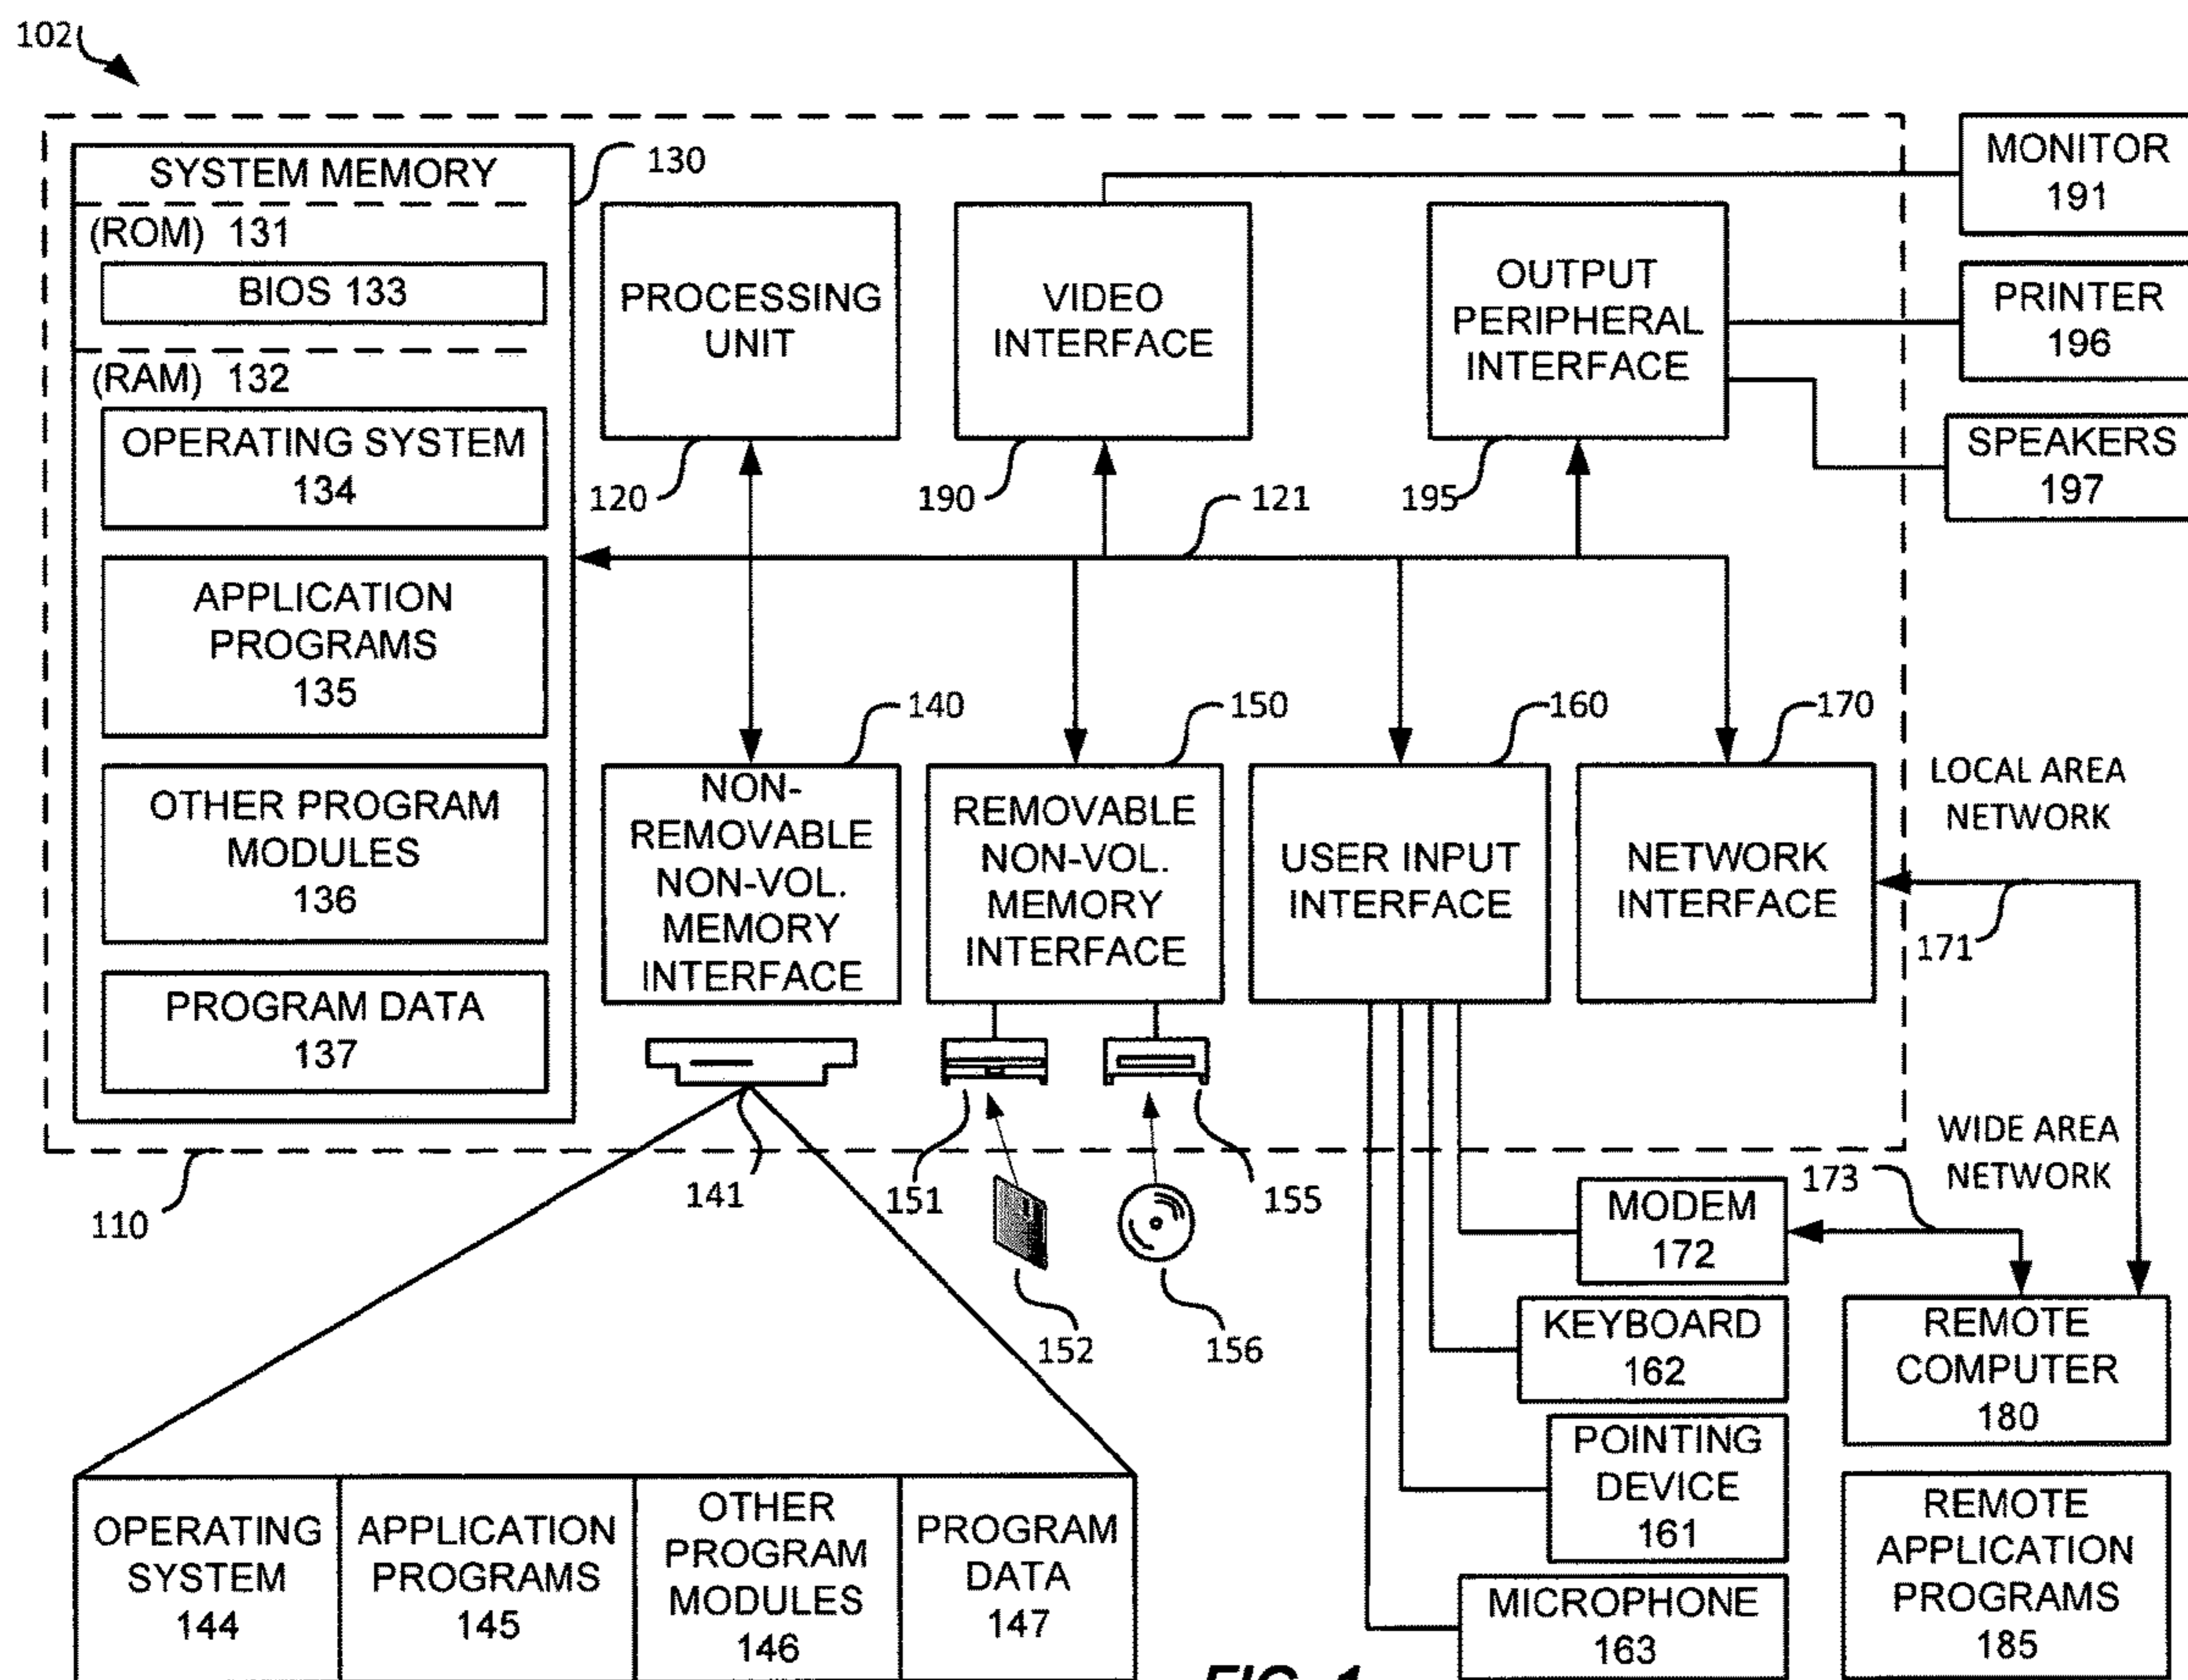 102
SYSTEM MEMORY
130
(ROM) 131
BIOS 133
(RAM) 132
OPERATING SYSTEM
134
APPLICATION
PROGRAMS
135
OTHER PROGRAM
MODULES
136
PROGRAM DATA
137
PROCESSING
UNIT
120
VIDEO
INTERFACE
190
121
OUTPUT
PERIPHERAL
INTERFACE
195
MONITOR
191
PRINTER
196
SPEAKERS
197
140
NON-
REMOVABLE
NON-VOL.
MEMORY
INTERFACE
150
REMOVABLE
NON-VOL.
MEMORY
INTERFACE
160
USER INPUT
INTERFACE
170
NETWORK
INTERFACE
LOCAL AREA
NETWORK
171
WIDE AREA
NETWORK
173
110
141
151
155
152
156
MODEM
172
KEYBOARD
162
POINTING
DEVICE
161
MICROPHONE
163
REMOTE
COMPUTER
180
REMOTE
APPLICATION
PROGRAMS
185
OPERATING
SYSTEM
144
APPLICATION
PROGRAMS
145
OTHER
PROGRAM
MODULES
146
PROGRAM
DATA
147
FIG. 1